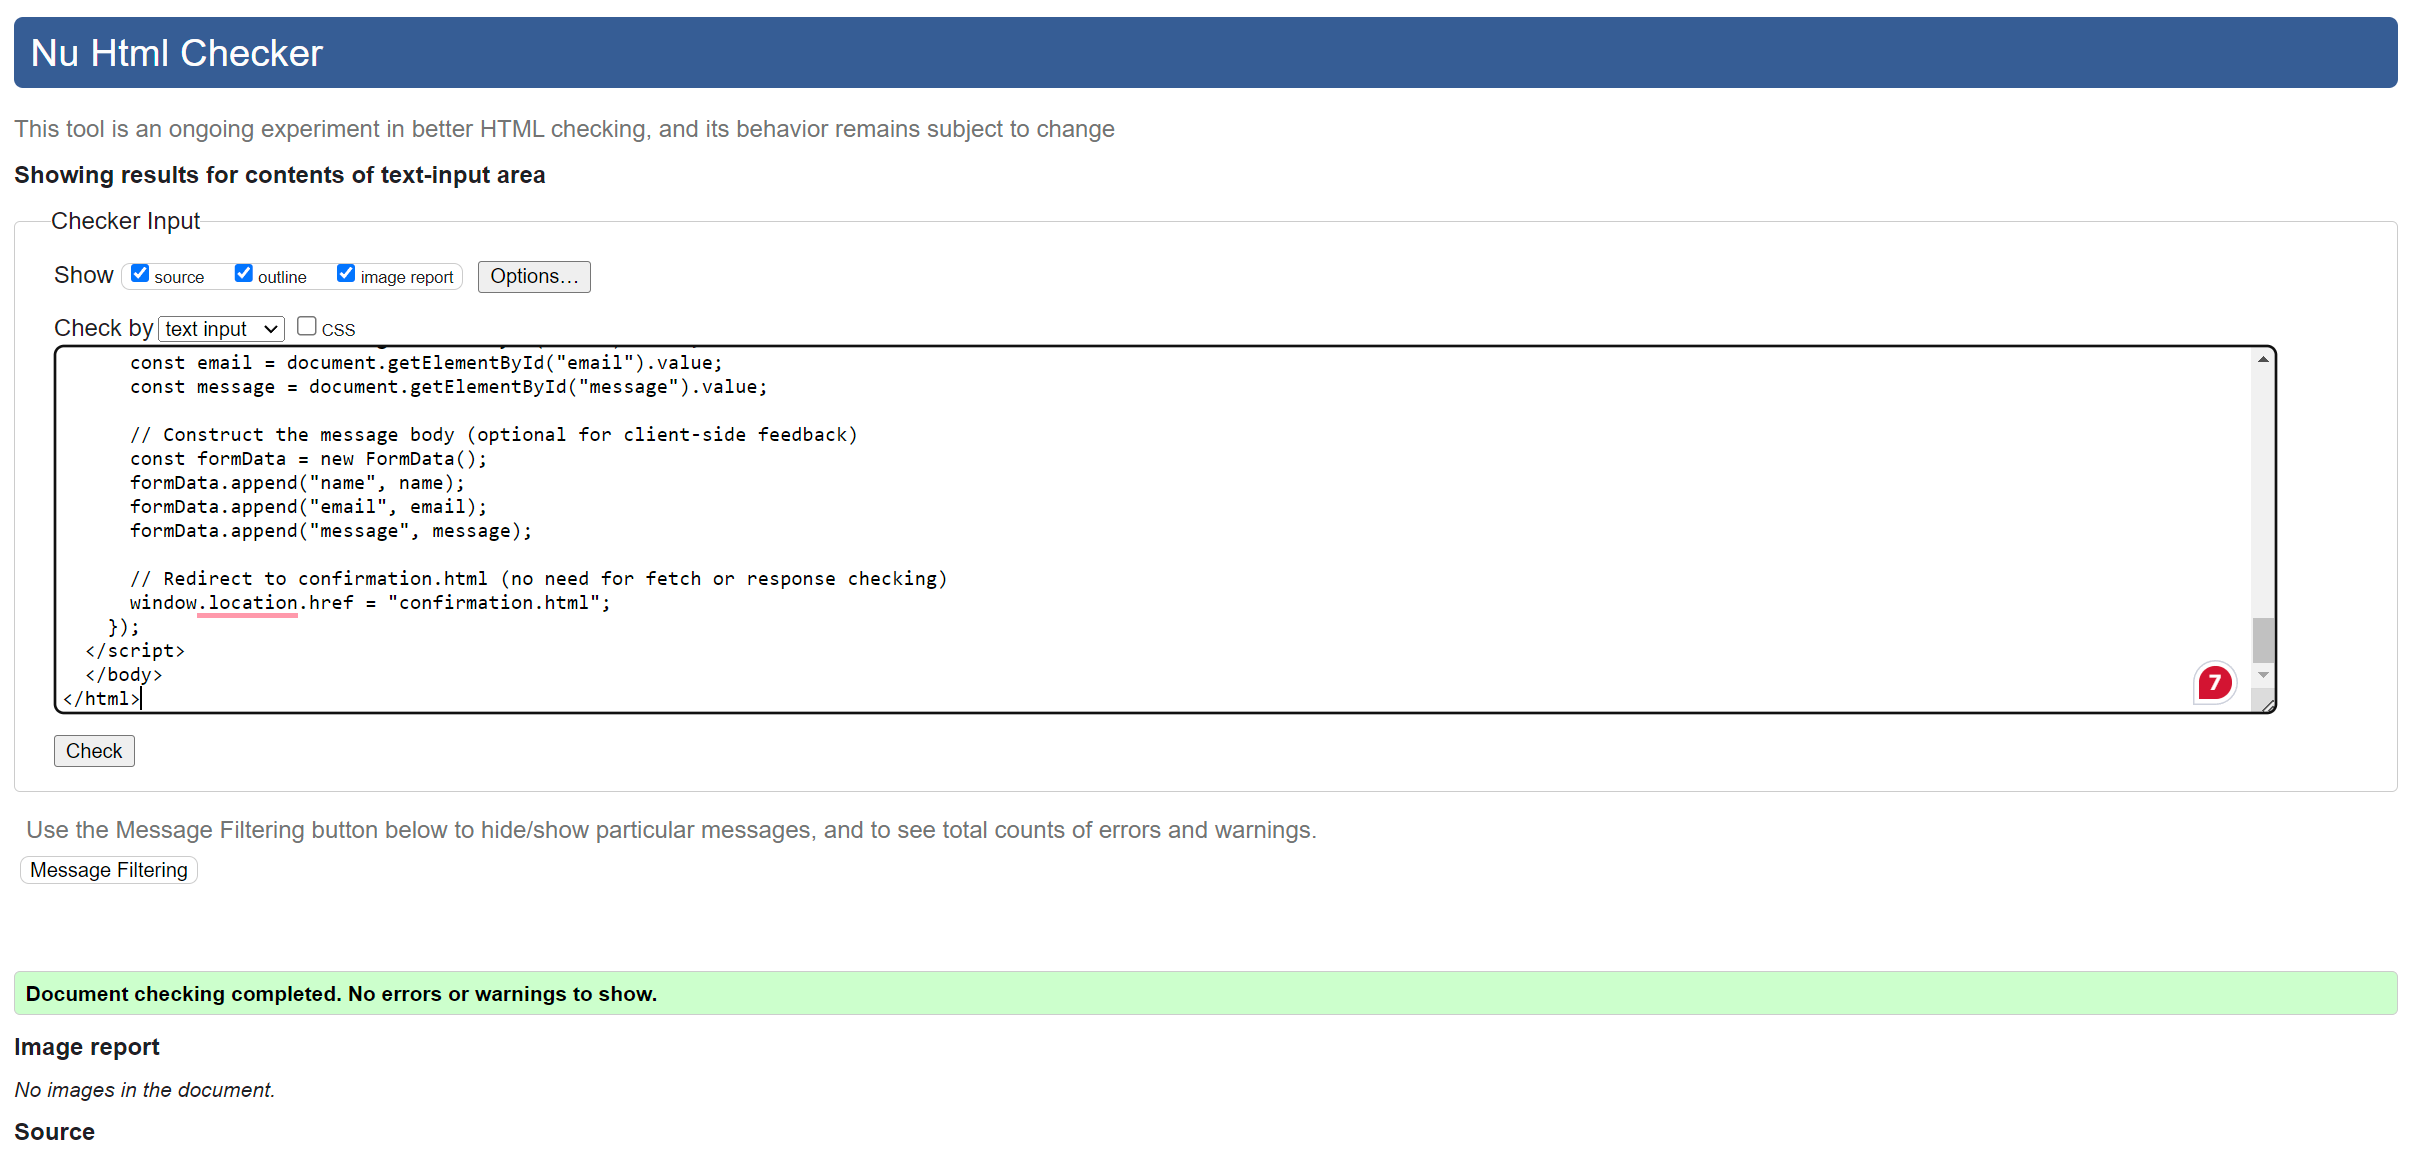 Nu Html Checker
This tool is an ongoing experiment in better HTML checking, and its behavior remains subject to change
Showing results for contents of text-input area
Checker Input
Show source outline image report Options...
Check by text input CSS
const email = document.getElementById("email").value;
const message = document.getElementById("message").value;
// Construct the message body (optional for client-side feedback)
const formData = new FormData();
formData.append("name", name);
formData.append("email", email);
formData.append("message", message);
// Redirect to confirmation.html (no need for fetch or response checking)
window.location.href = "confirmation.html";
});
</script>
</body>
</html>
7
Check
Use the Message Filtering button below to hide/show particular messages, and to see total counts of errors and warnings.
Message Filtering
Document checking completed. No errors or warnings to show.
Image report
No images in the document.
Source